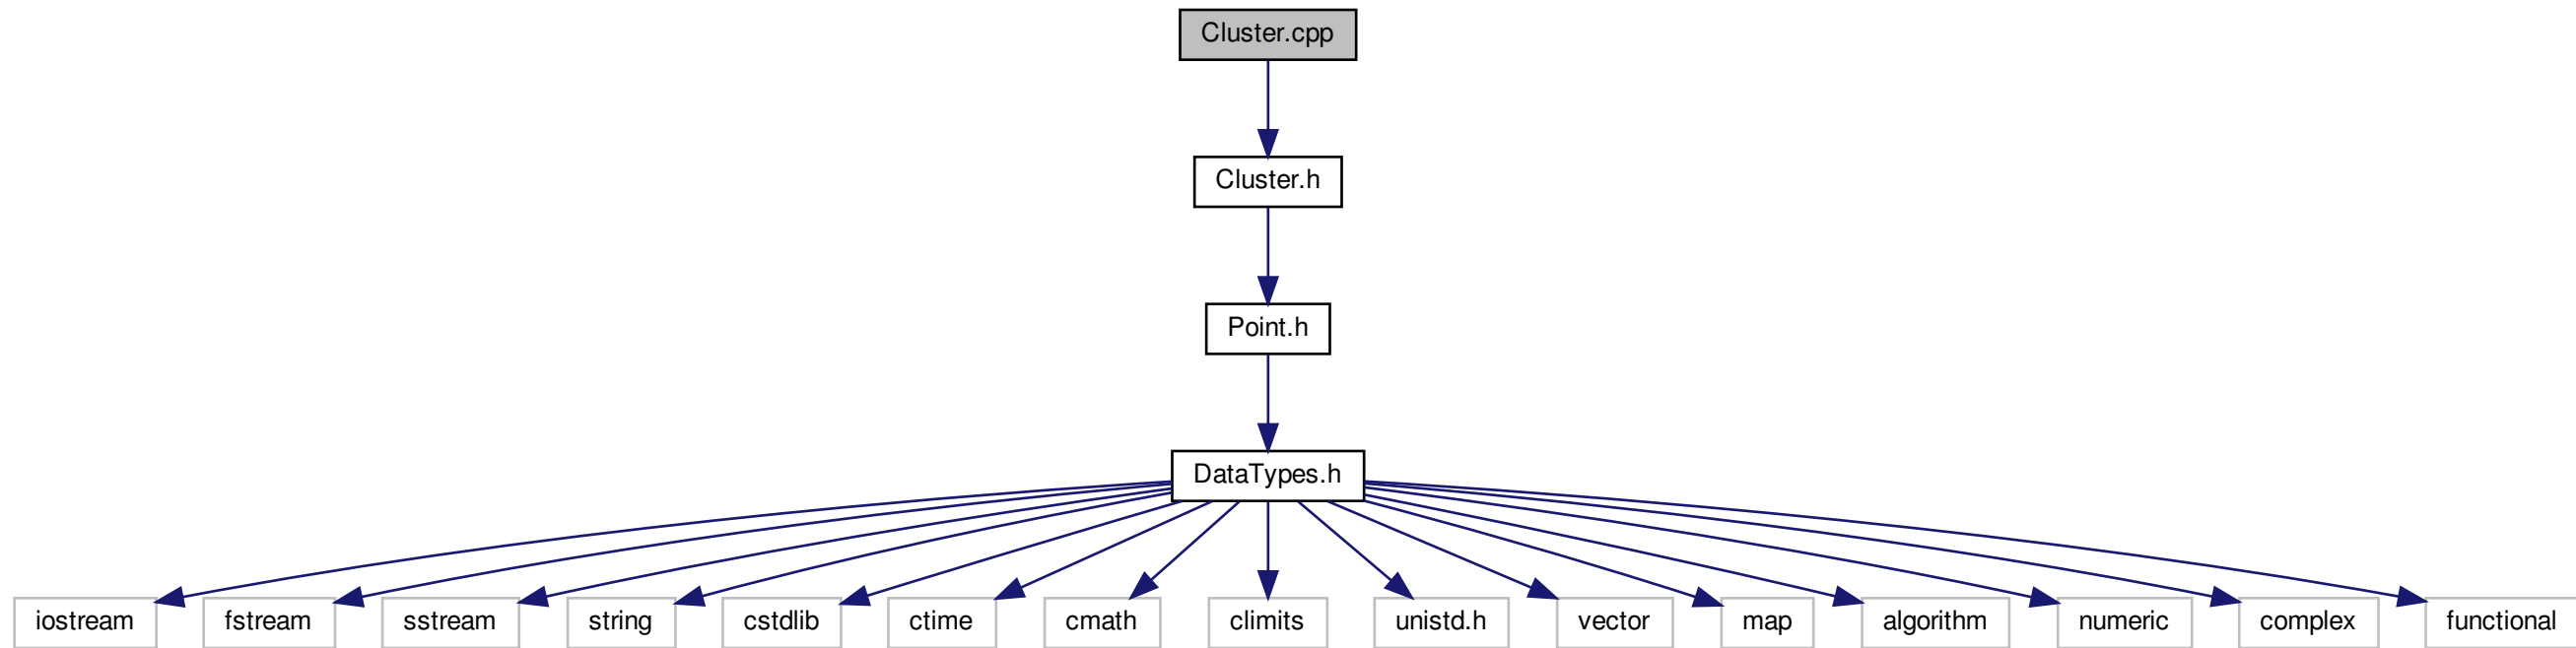 Cluster.cpp
Cluster.h
Point.h
DataTypes.h
iostream
fstream
sstream
string
cstdlib
ctime
cmath
climits
unistd.h
vector
map
algorithm
numeric
complex
functional